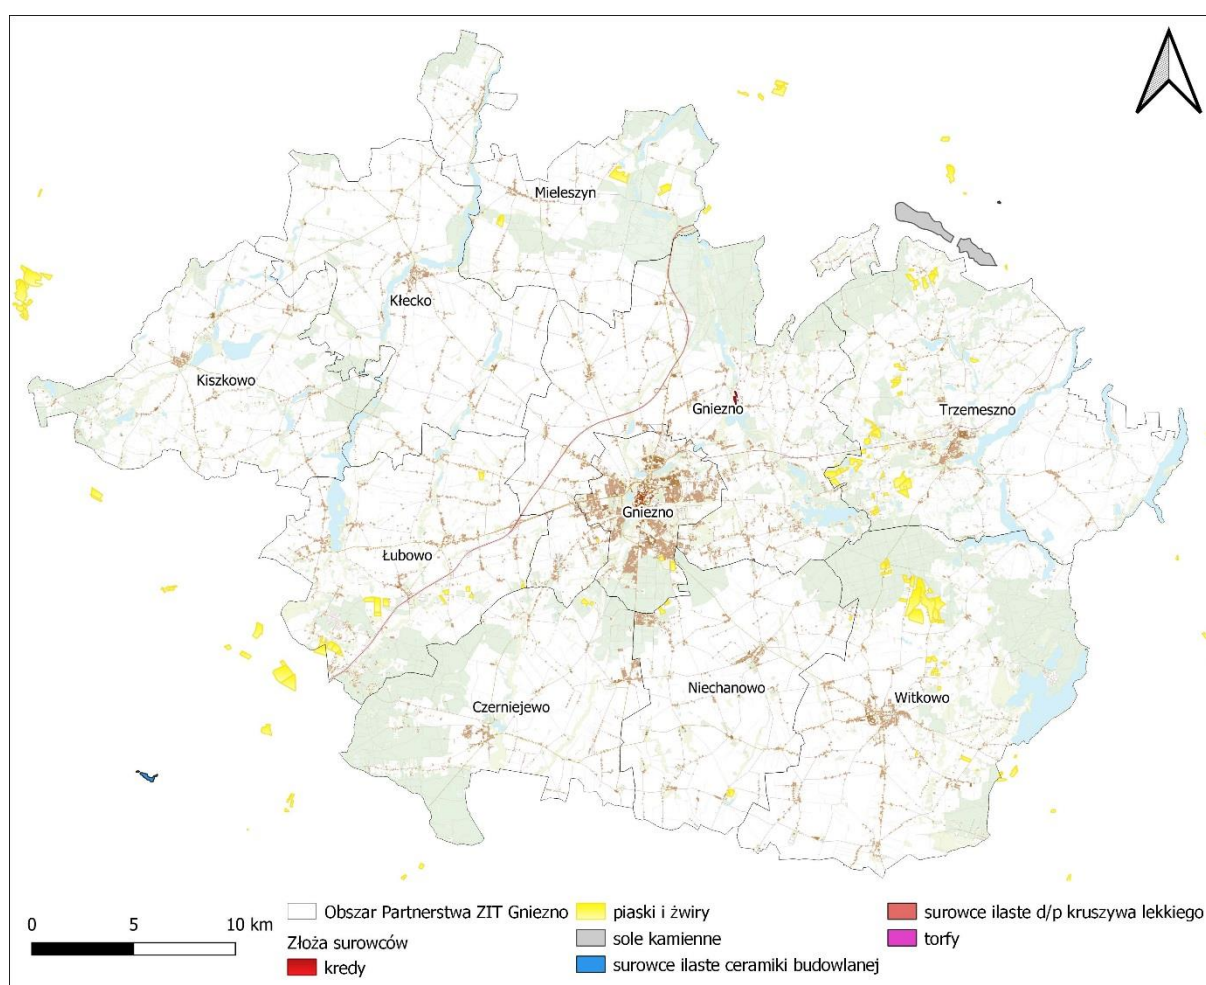 Mieleszyn
Kłecko
Kiszkowo
Gniezno
Trzemeszno
Gniezno
Łubowo
Niechanowo
Witkowo
Czerniejewo
0 5 10 km
Obszar Partnerstwa ZIT Gniezno
Złoża surowców
kredy
piaski i żwiry
sole kamienne
surowce ilaste ceramiki budowlanej
surowce ilaste d/p kruszywa lekkiego
torfy